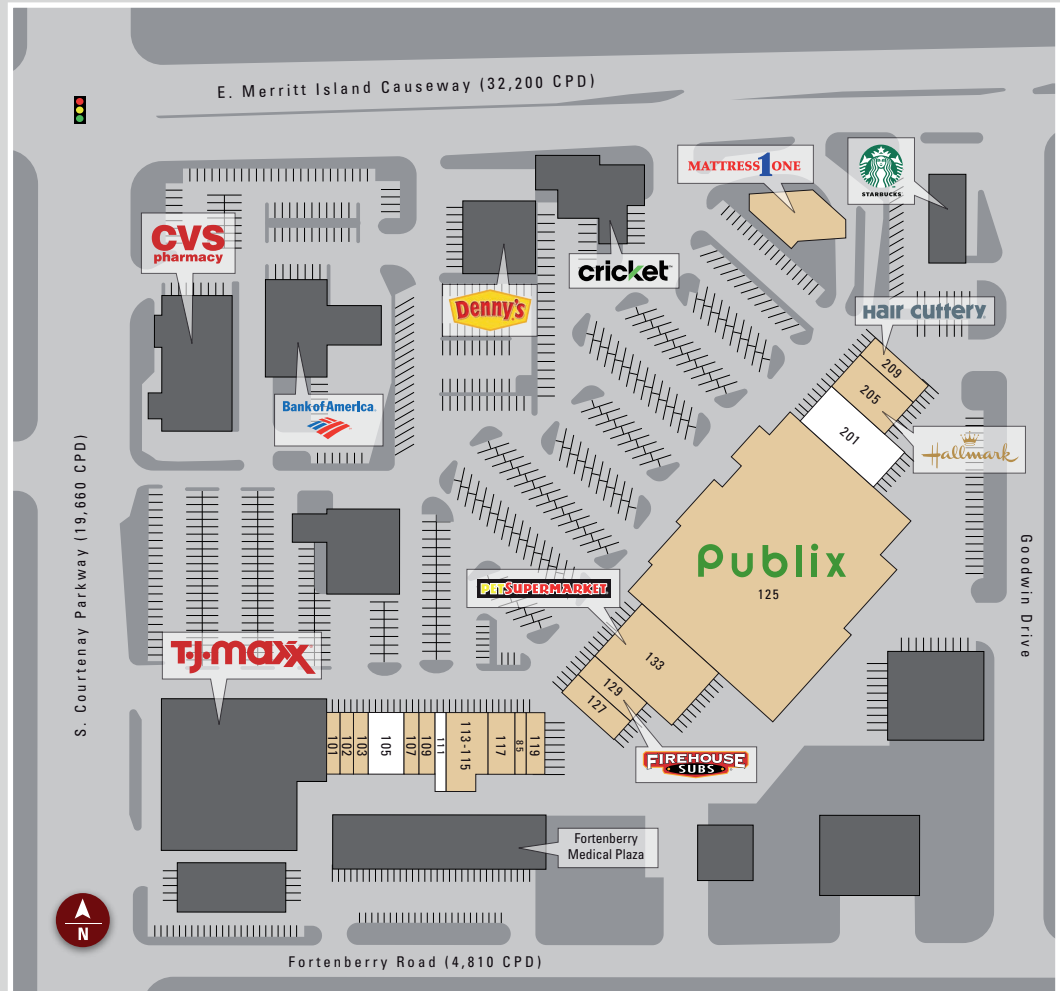 E. Merritt Island Causeway (32,200 CPD)
MATTRESS 1 ONE
STARBUCKS
CVS
pharmacy
cricket
Denny's
Hair Cuttery
209
205
201
Bank of America
Hallmark
S. Courtenay Parkway (19,660 CPD)
Goodwin Drive
Publix
125
PET SUPERMARKET
133
129
127
T.J.maxx
101
102
103
105
107
109
111
113-115
117
85
119
FIREHOUSE
SUBS
Fortenberry
Medical Plaza
N
Fortenberry Road (4,810 CPD)